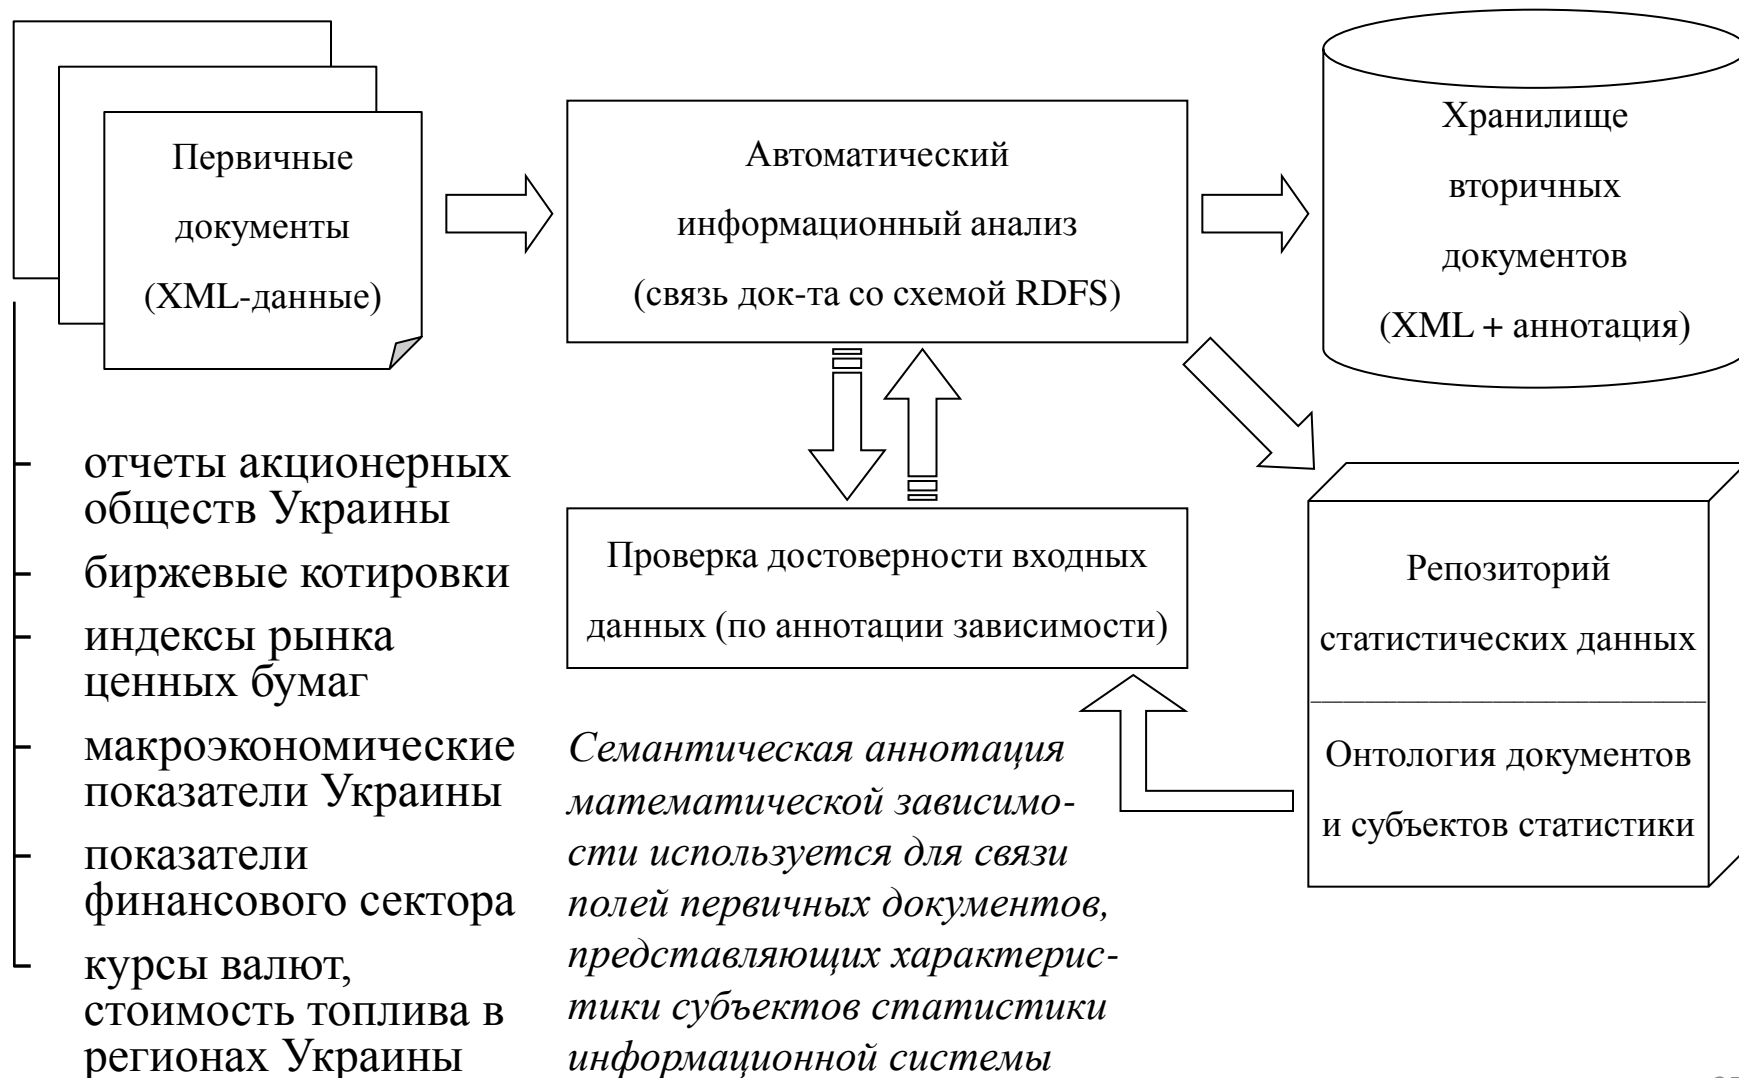 Первичные
документы
(XML-данные)
Автоматический
информационный анализ
(связь док-та со схемой RDFS)
Хранилище
вторичных
документов
(XML + аннотация)
Проверка достоверности входных
данных (по аннотации зависимости)
Репозиторий
статистических данных
Онтология документов
и субъектов статистики
отчеты акционерных
обществ Украины
биржевые котировки
индексы рынка
ценных бумаг
макроэкономические
показатели Украины
показатели
финансового сектора
курсы валют,
стоимость топлива в
регионах Украины
Семантическая аннотация
математической зависимо-
сти используется для связи
полей первичных документов,
представляющих характерис-
тики субъектов статистики
информационной системы